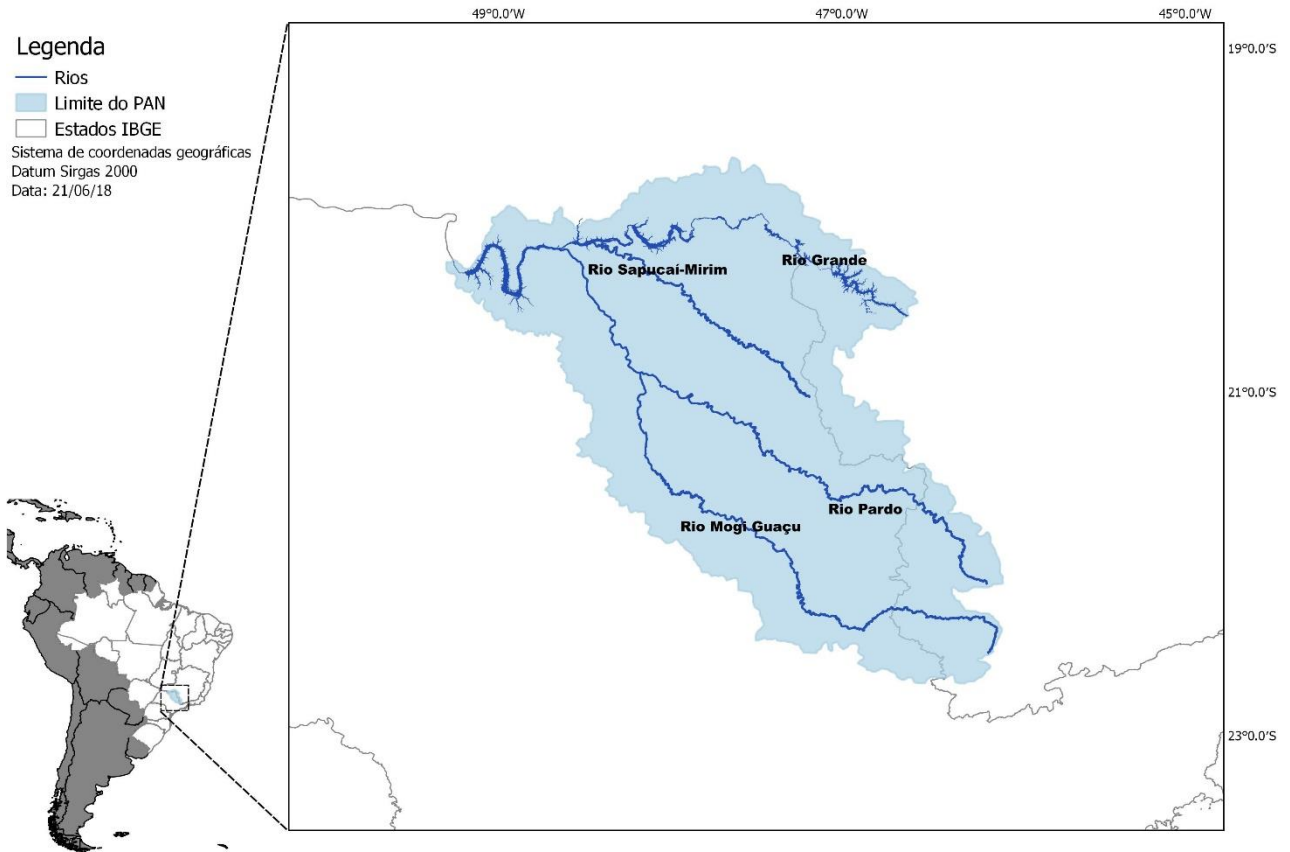 49°0.0'W
47°0.0'W
45°0.0'W
Legenda
Rios
Limite do PAN
Estados IBGE
Sistema de coordenadas geográficas
Datum Sirgas 2000
Data: 21/06/18
19°0.0'S
Rio Sapucaí-Mirim
Rio Grande
21°0.0'S
Rio Pardo
Rio Mogi Guaçu
23°0.0'S